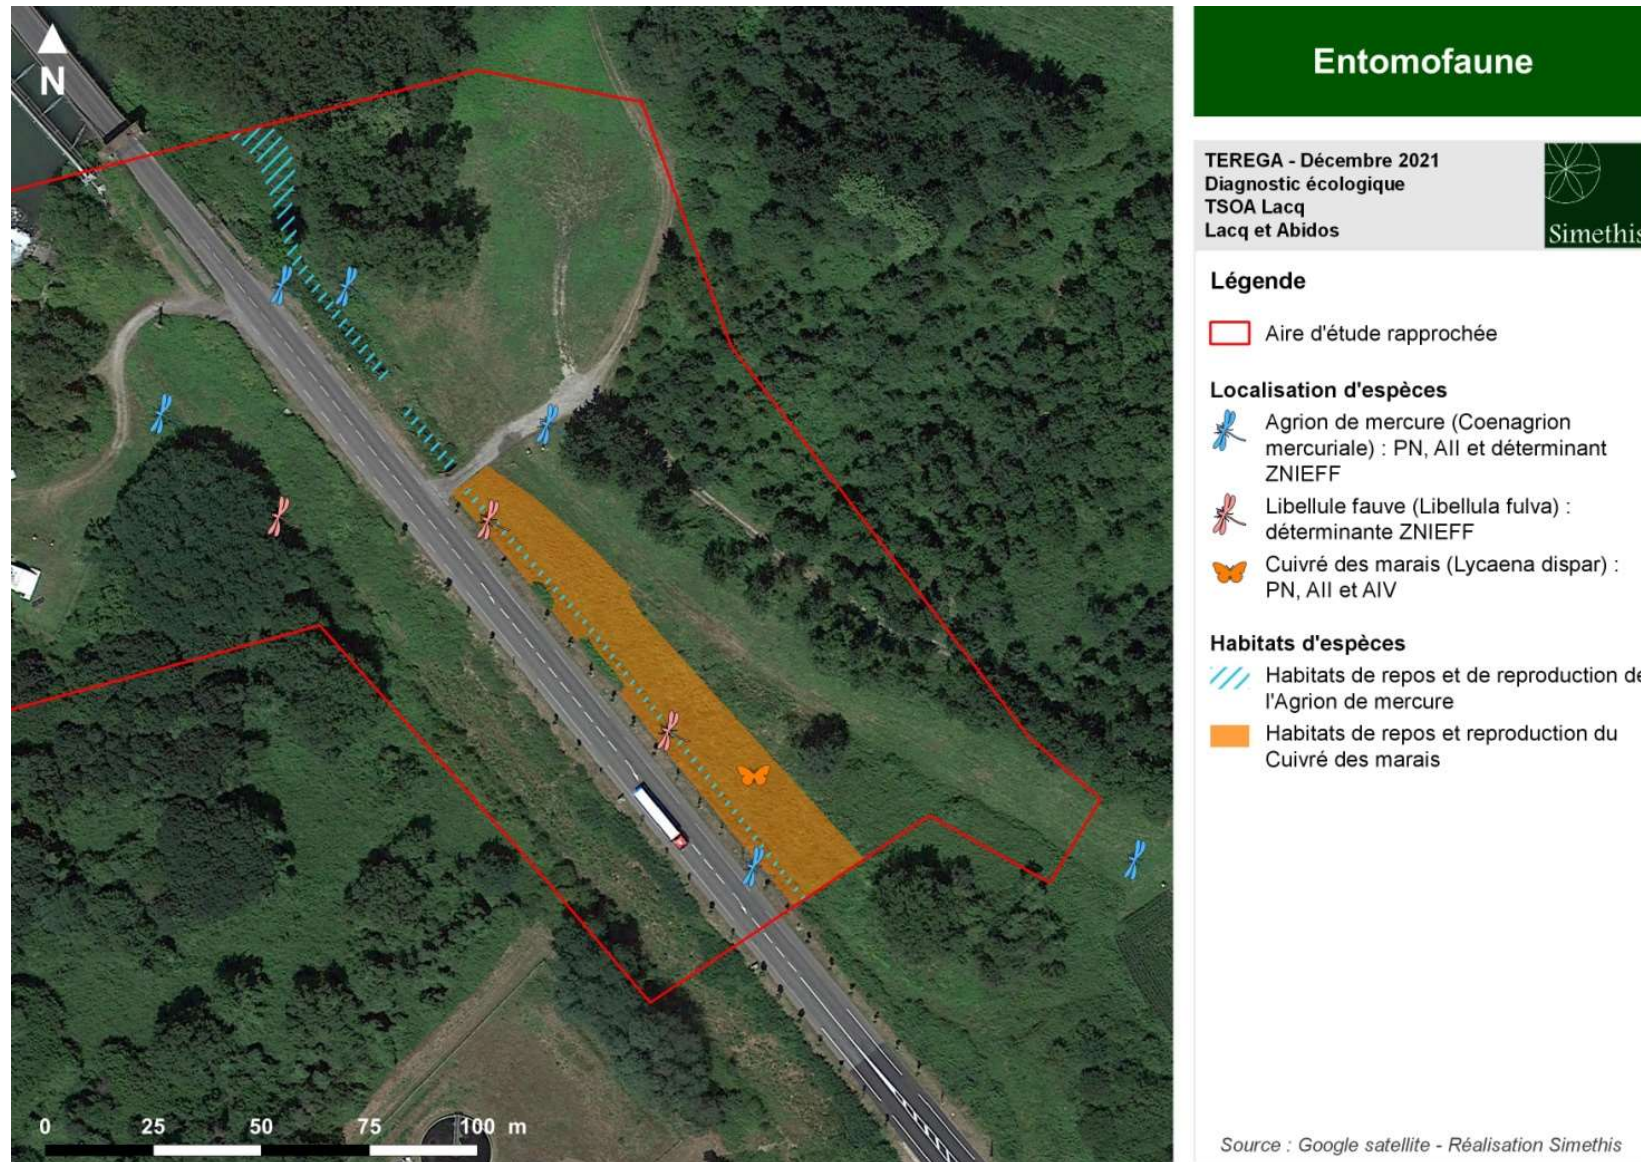 N
Entomofaune
TEREGA - Décembre 2021
Diagnostic écologique
TSOA Lacq
Lacq et Abidos
Simethis
Légende
Aire d'étude rapprochée
Localisation d'espèces
Agrion de mercure (Coenagrion
mercuriale) : PN, AII et déterminant
ZNIEFF
Libellule fauve (Libellula fulva) :
déterminante ZNIEFF
Cuivré des marais (Lycaena dispar) :
PN, AII et AIV
Habitats d'espèces
Habitats de repos et de reproduction de
l'Agrion de mercure
Habitats de repos et reproduction du
Cuivré des marais
0 25 50 75 100 m
Source : Google satellite - Réalisation Simethis